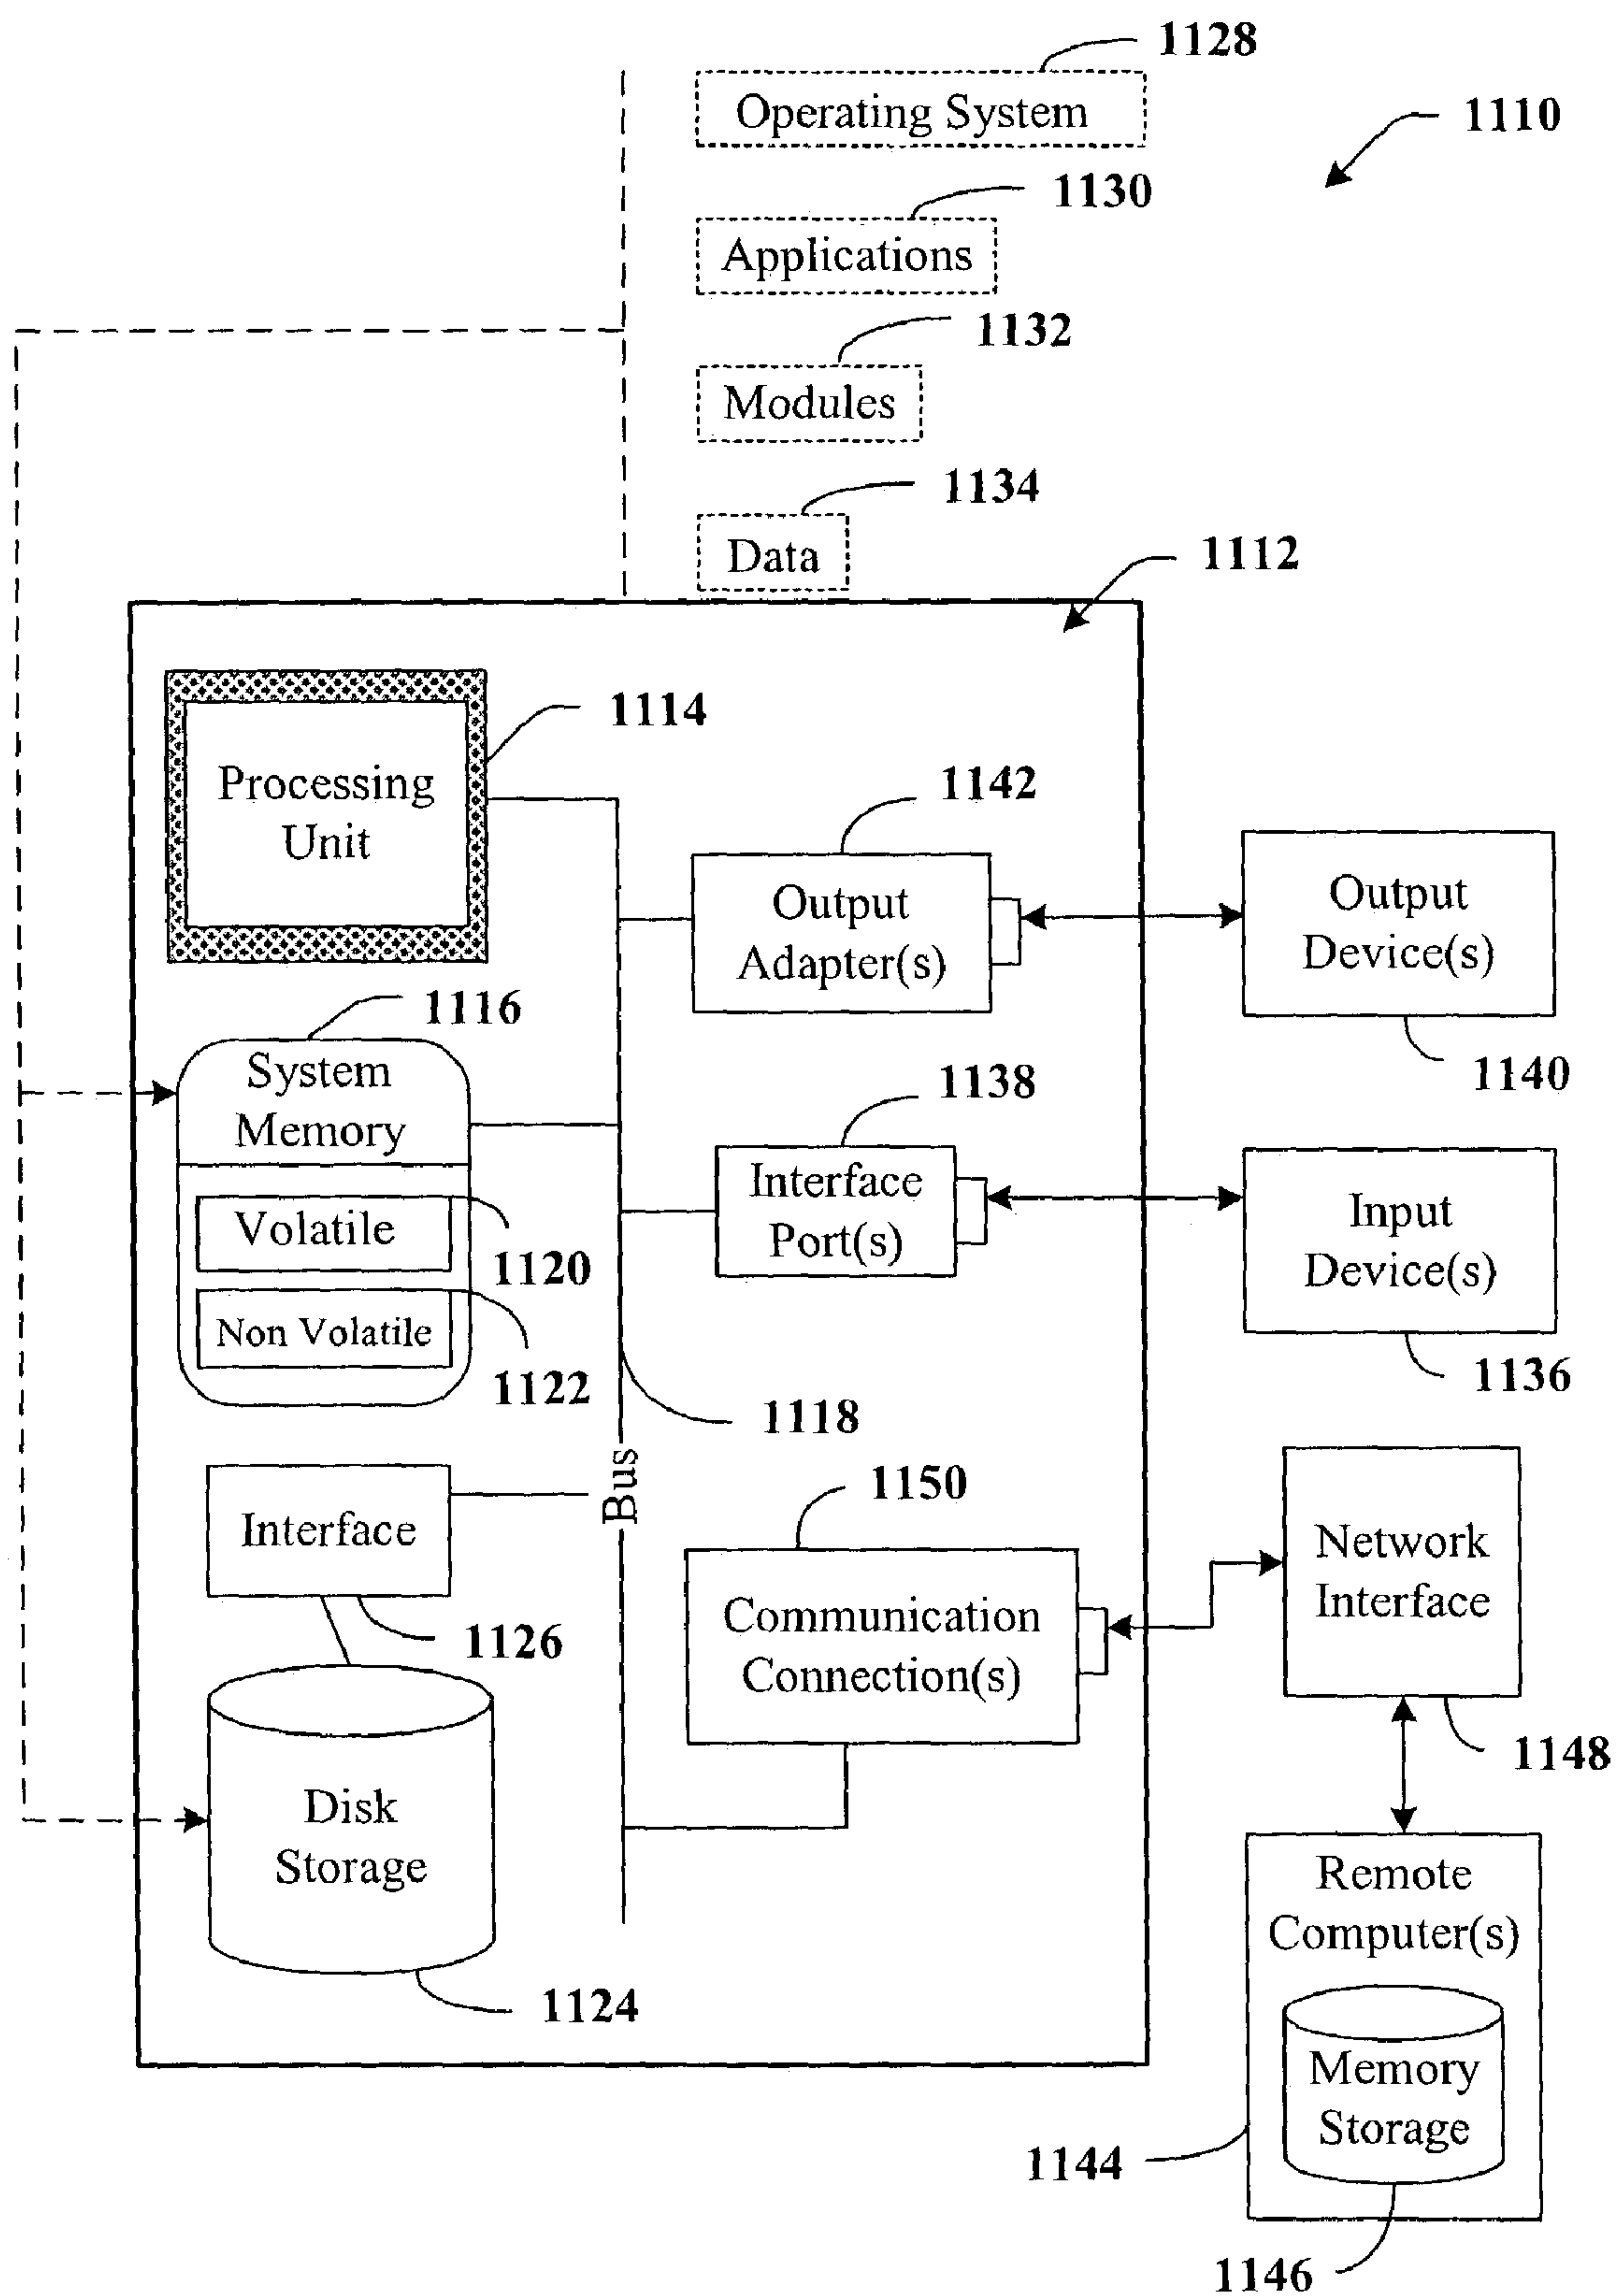 1128
Operating System
1110
1130
Applications
1132
Modules
1134
Data
1112
1114
Processing
Unit
1142
Output
Adapter(s)
Output
Device(s)
1140
1116
System
Memory
1138
Interface
Port(s)
Input
Device(s)
1136
Volatile
1120
Non Volatile
1122
1118
Bus
Interface
1126
1150
Communication
Connection(s)
Network
Interface
1148
Disk
Storage
1124
Remote
Computer(s)
Memory
Storage
1144
1146